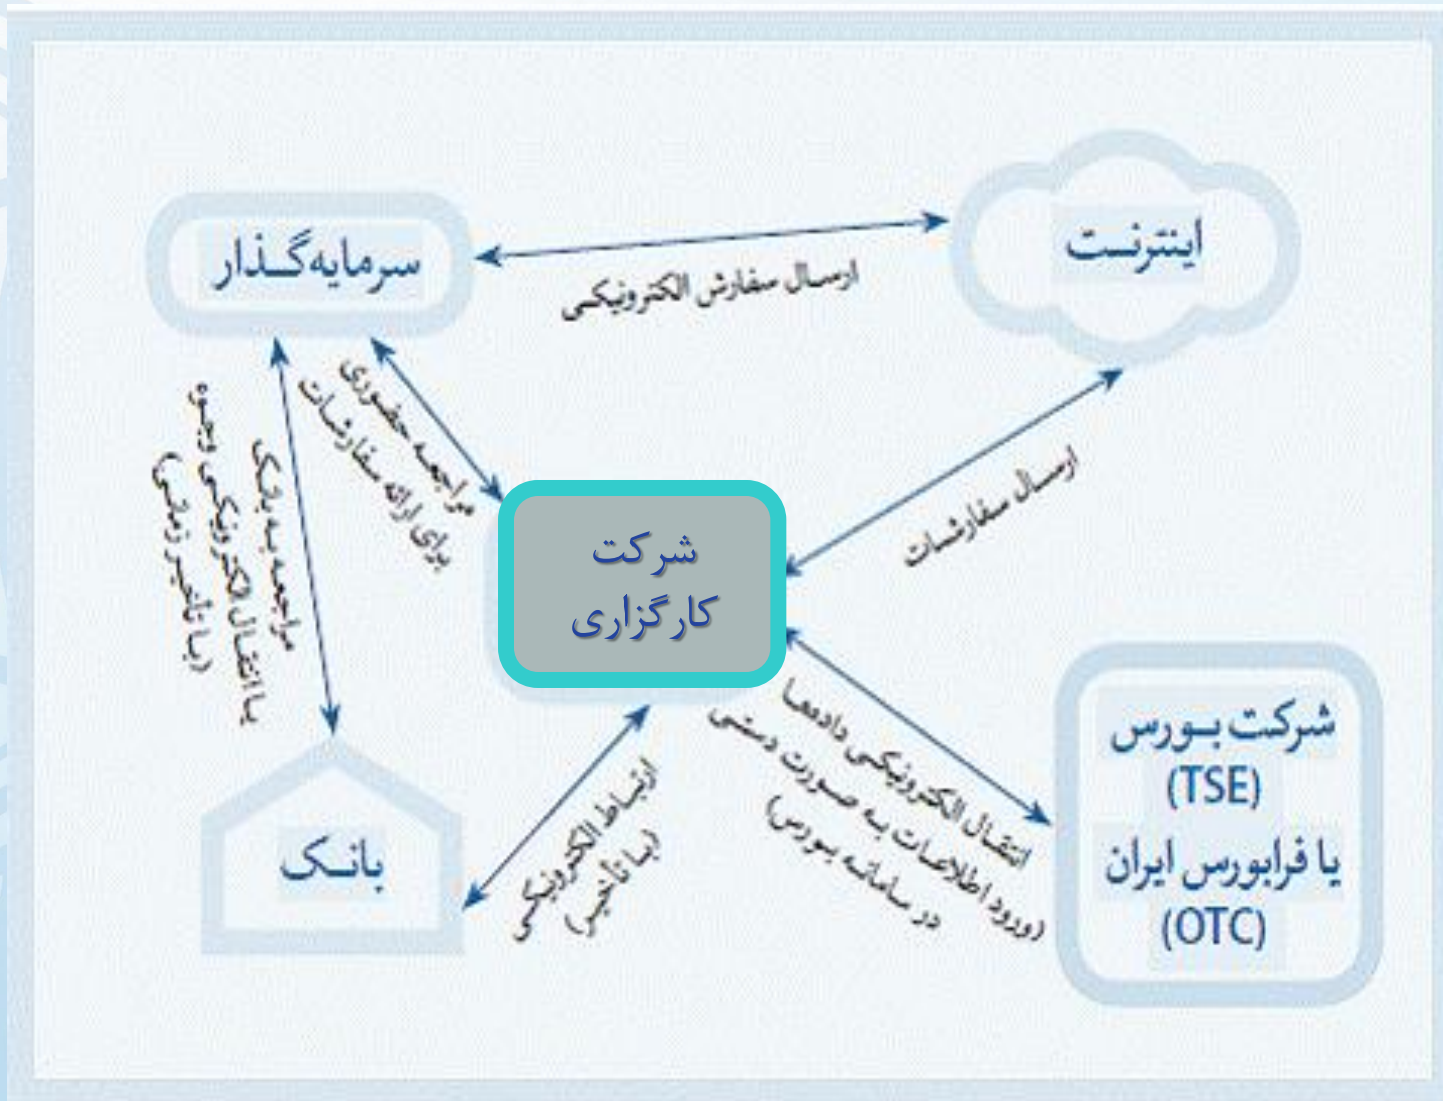 اینترنت
سرمایه‌گذار
ارسال سفارش الکترونیکی
مراجعه حضوری
برای ارائه سفارشات
ارسال سفارشات
مراجعه به بانک
یا انتقال الکترونیکی وجوه
(با تأخیر زمانی)
شرکت
کارگزاری
انتقال الکترونیکی داده‌ها
(ورود اطلاعات به صورت دستی
در سامانه بورس)
شرکت بورس
(TSE)
یا فرابورس ایران
(OTC)
ارتباط الکترونیکی
(با تأخیر)
بانک